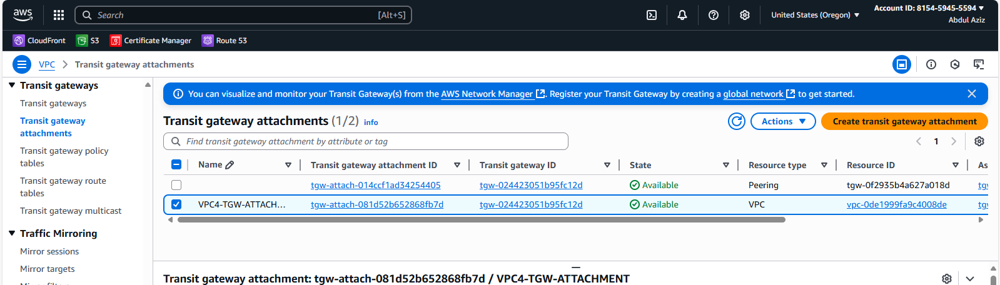 aws
Search
[Alt+S]
United States (Oregon)
Account ID: 8154-5945-5594
Abdul Aziz
CloudFront
S3
Certificate Manager
Route 53
VPC
Transit gateway attachments
Transit gateways
Transit gateways
Transit gateway
attachments
Transit gateway policy
tables
Transit gateway route
tables
Transit gateway multicast
Traffic Mirroring
Mirror sessions
Mirror targets
You can visualize and monitor your Transit Gateway(s) from the AWS Network Manager. Register your Transit Gateway by creating a global network to get started.
Transit gateway attachments (1/2) info
Actions
Create transit gateway attachment
Find transit gateway attachment by attribute or tag
1
Name Transit gateway attachment ID Transit gateway ID State Resource type Resource ID As
tgw-attach-014ccf1ad34254405 tgw-024423051b95fc12d Available Peering tgw-0f2935b4a627a018d tgw
VPC4-TGW-ATTACH... tgw-attach-081d52b652868fb7d tgw-024423051b95fc12d Available VPC vpc-0de1999fa9c4008de tgw
Transit gateway attachment: tgw-attach-081d52b652868fb7d / VPC4-TGW-ATTACHMENT